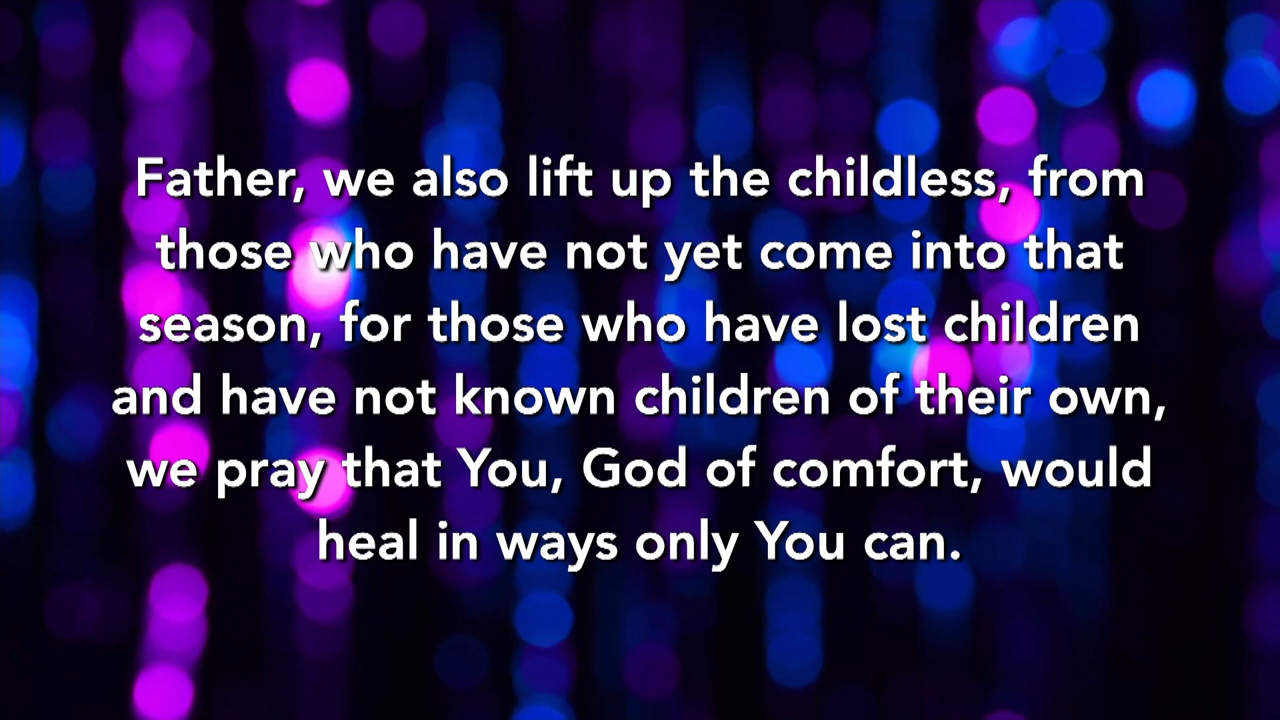 Father, we also lift up the childless, from
those who have not yet come into that
season, for those who have lost children
and have not known children of their own,
we pray that You, God of comfort, would
heal in ways only You can.